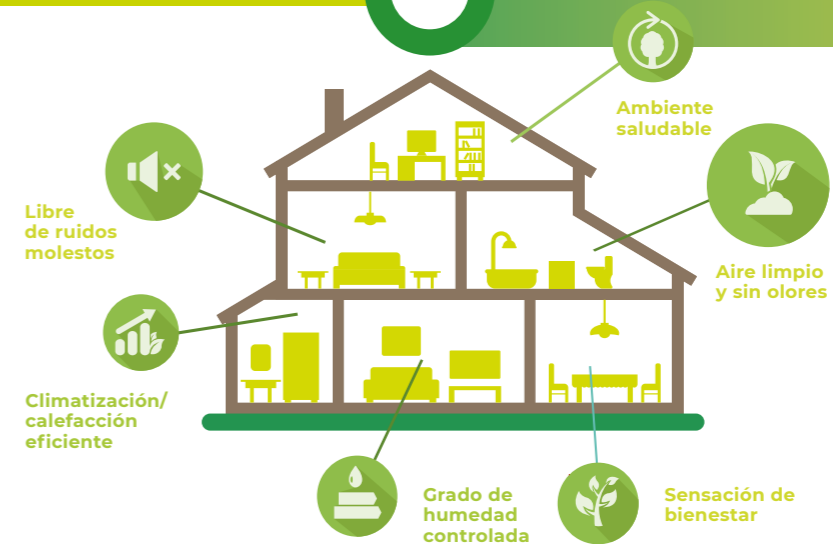 Ambiente
saludable
Libre
de ruidos
molestos
Aire limpio
y sin olores
Climatización/
calefacción
eficiente
Grado de
humedad
controlada
Sensación de
bienestar